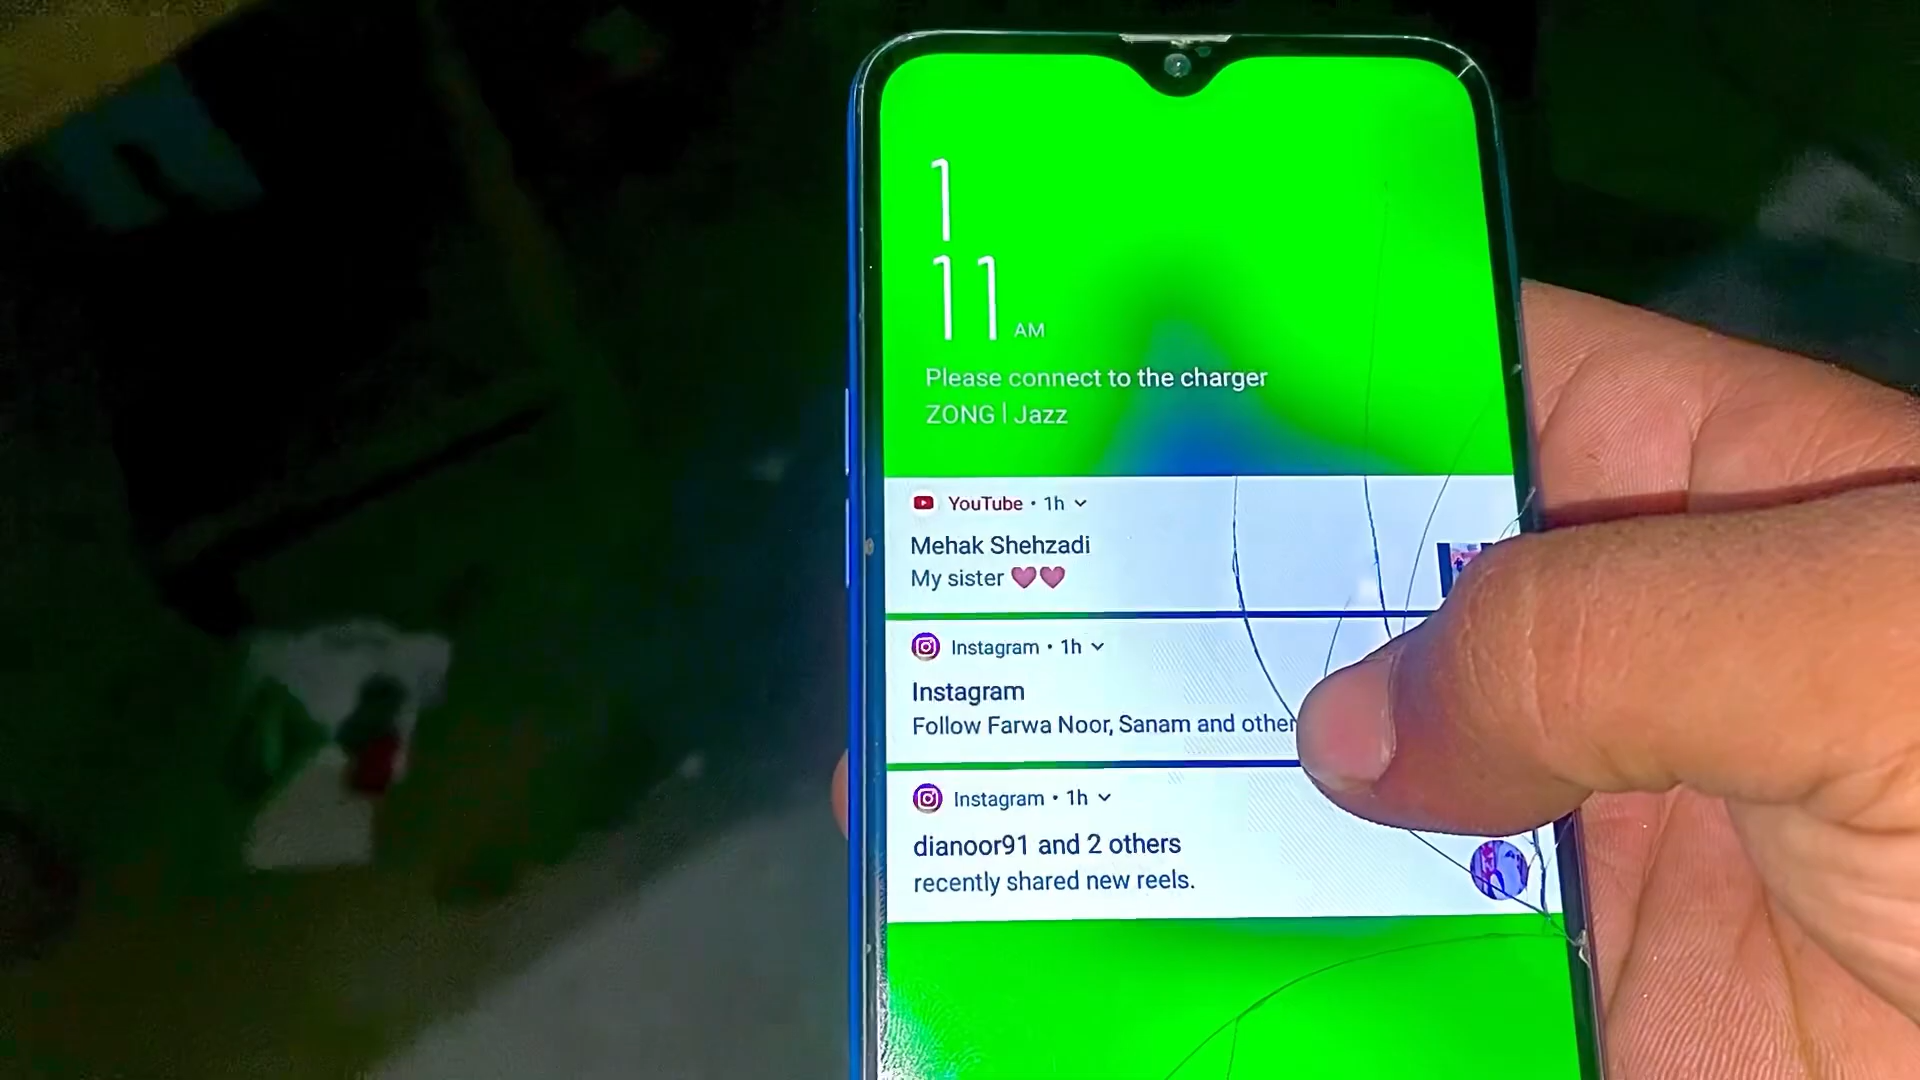 1
11 AM
Please connect to the charger
ZONG | Jazz
YouTube • 1h
Mehak Shehzadi
My sister 💜💜
Instagram • 1h
Instagram
Follow Farwa Noor, Sanam and other
Instagram • 1h
dianoor91 and 2 others
recently shared new reels.